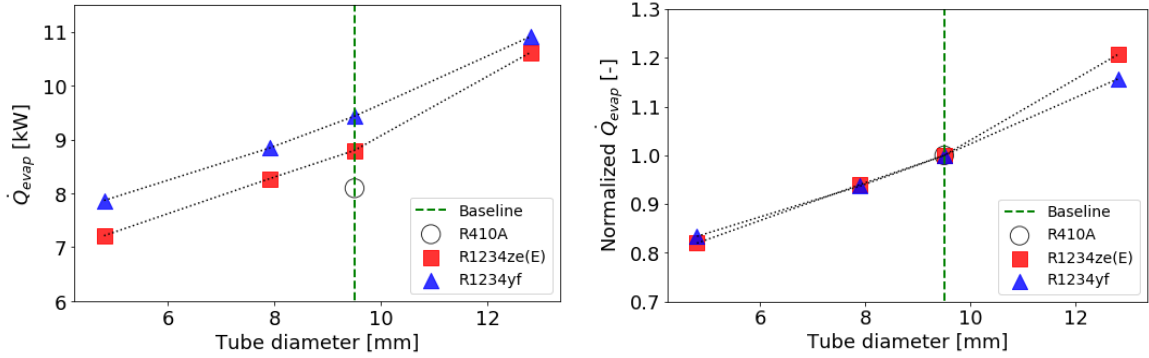 11
10
9
8
7
6
Q̇evap [kW]
6
8
10
12
Tube diameter [mm]
Baseline
R410A
R1234ze(E)
R1234yf
1.3
1.2
1.1
1.0
0.9
0.8
0.7
Normalized Q̇evap [-]
6
8
10
12
Tube diameter [mm]
Baseline
R410A
R1234ze(E)
R1234yf